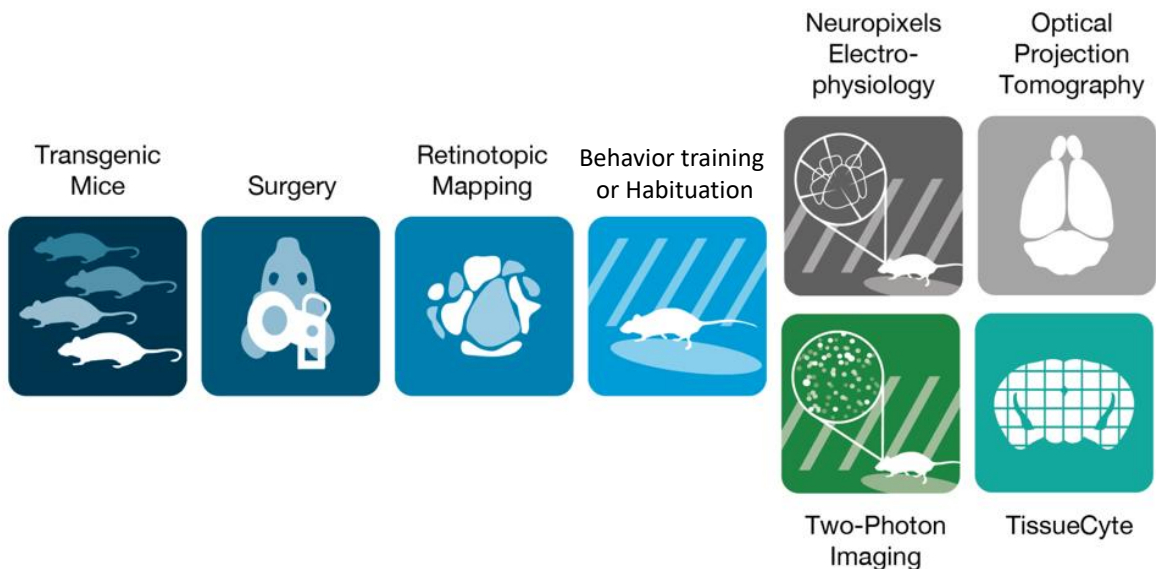 Transgenic
Mice
Surgery
Retinotopic
Mapping
Behavior training
or Habituation
Neuropixels
Electro-
physiology
Optical
Projection
Tomography
Two-Photon
Imaging
TissueCyte